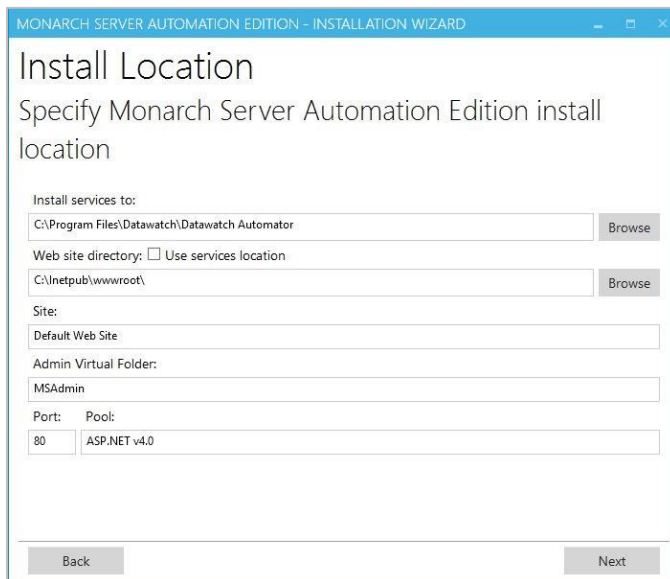 MONARCH SERVER AUTOMATION EDITION - INSTALLATION WIZARD
Install Location
Specify Monarch Server Automation Edition install
location
Install services to:
C:\Program Files\Datawatch\Datawatch Automator
Browse
Web site directory: Use services location
C:\Inetpub\wwwroot\
Browse
Site:
Default Web Site
Admin Virtual Folder:
MSAdmin
Port: Pool:
80 ASP.NET v4.0
Back Next